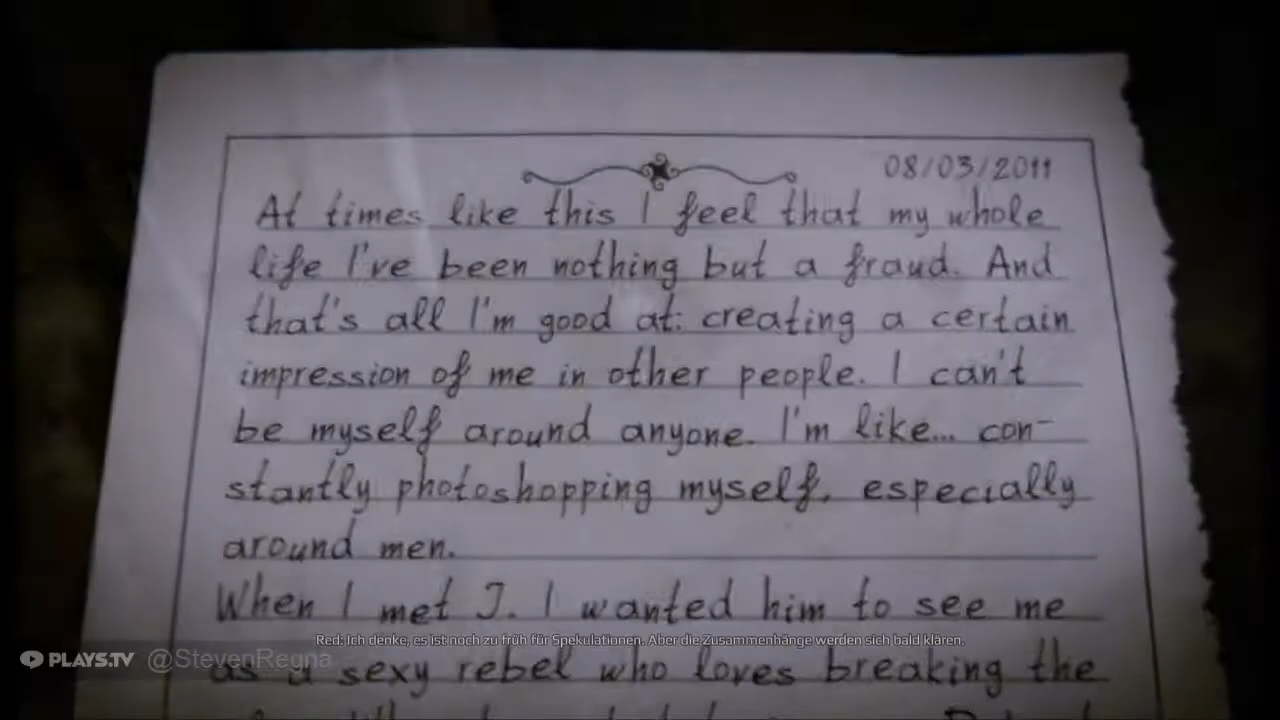 08/03/2011
At times like this I feel that my whole
life I've been nothing but a fraud. And
that's all I'm good at: creating a certain
impression of me in other people. I can't
be myself around anyone. I'm like... con-
stantly photoshopping myself, especially
around men.
When I met J. I wanted him to see me
Red: Ich denke, es ist noch zu früh für Spekulationen. Aber die Zusammenhänge werden sich bald klären.
PLAYS.TV @StevenRegna
as a sexy rebel who loves breaking the